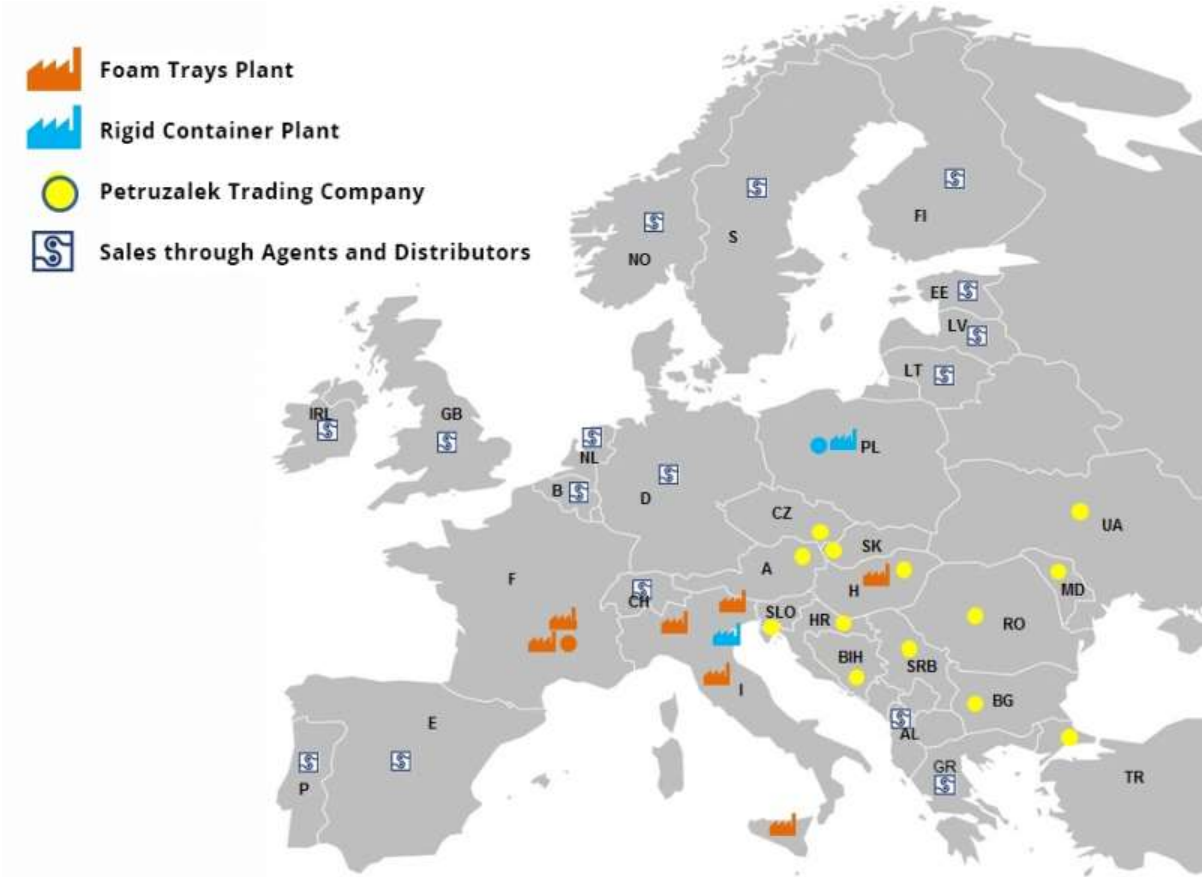 Foam Trays Plant
Rigid Container Plant
Petruzalek Trading Company
Sales through Agents and Distributors
NO
S
FI
EE
LV
LT
IRL
GB
NL
B
D
PL
CZ
UA
SK
A
F
H
MD
CH
SLO
HR
RO
BIH
SRB
I
BG
E
AL
GR
P
TR